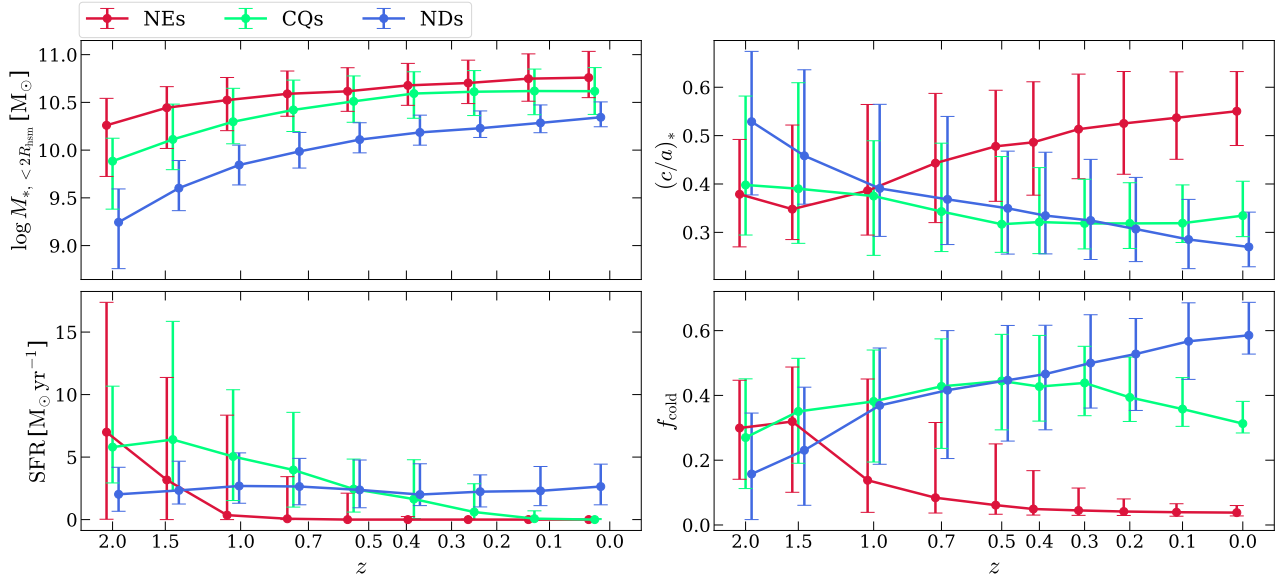 NEs CQs NDs
log M*, <2Rhsm [M⊙]
11.0
10.5
10.0
9.5
9.0
(c/a)*
0.6
0.5
0.4
0.3
SFR [M⊙ yr−1]
15
10
5
0
2.0 1.5 1.0 0.7 0.5 0.4 0.3 0.2 0.1 0.0
z
fcold
0.6
0.4
0.2
0.0
2.0 1.5 1.0 0.7 0.5 0.4 0.3 0.2 0.1 0.0
z